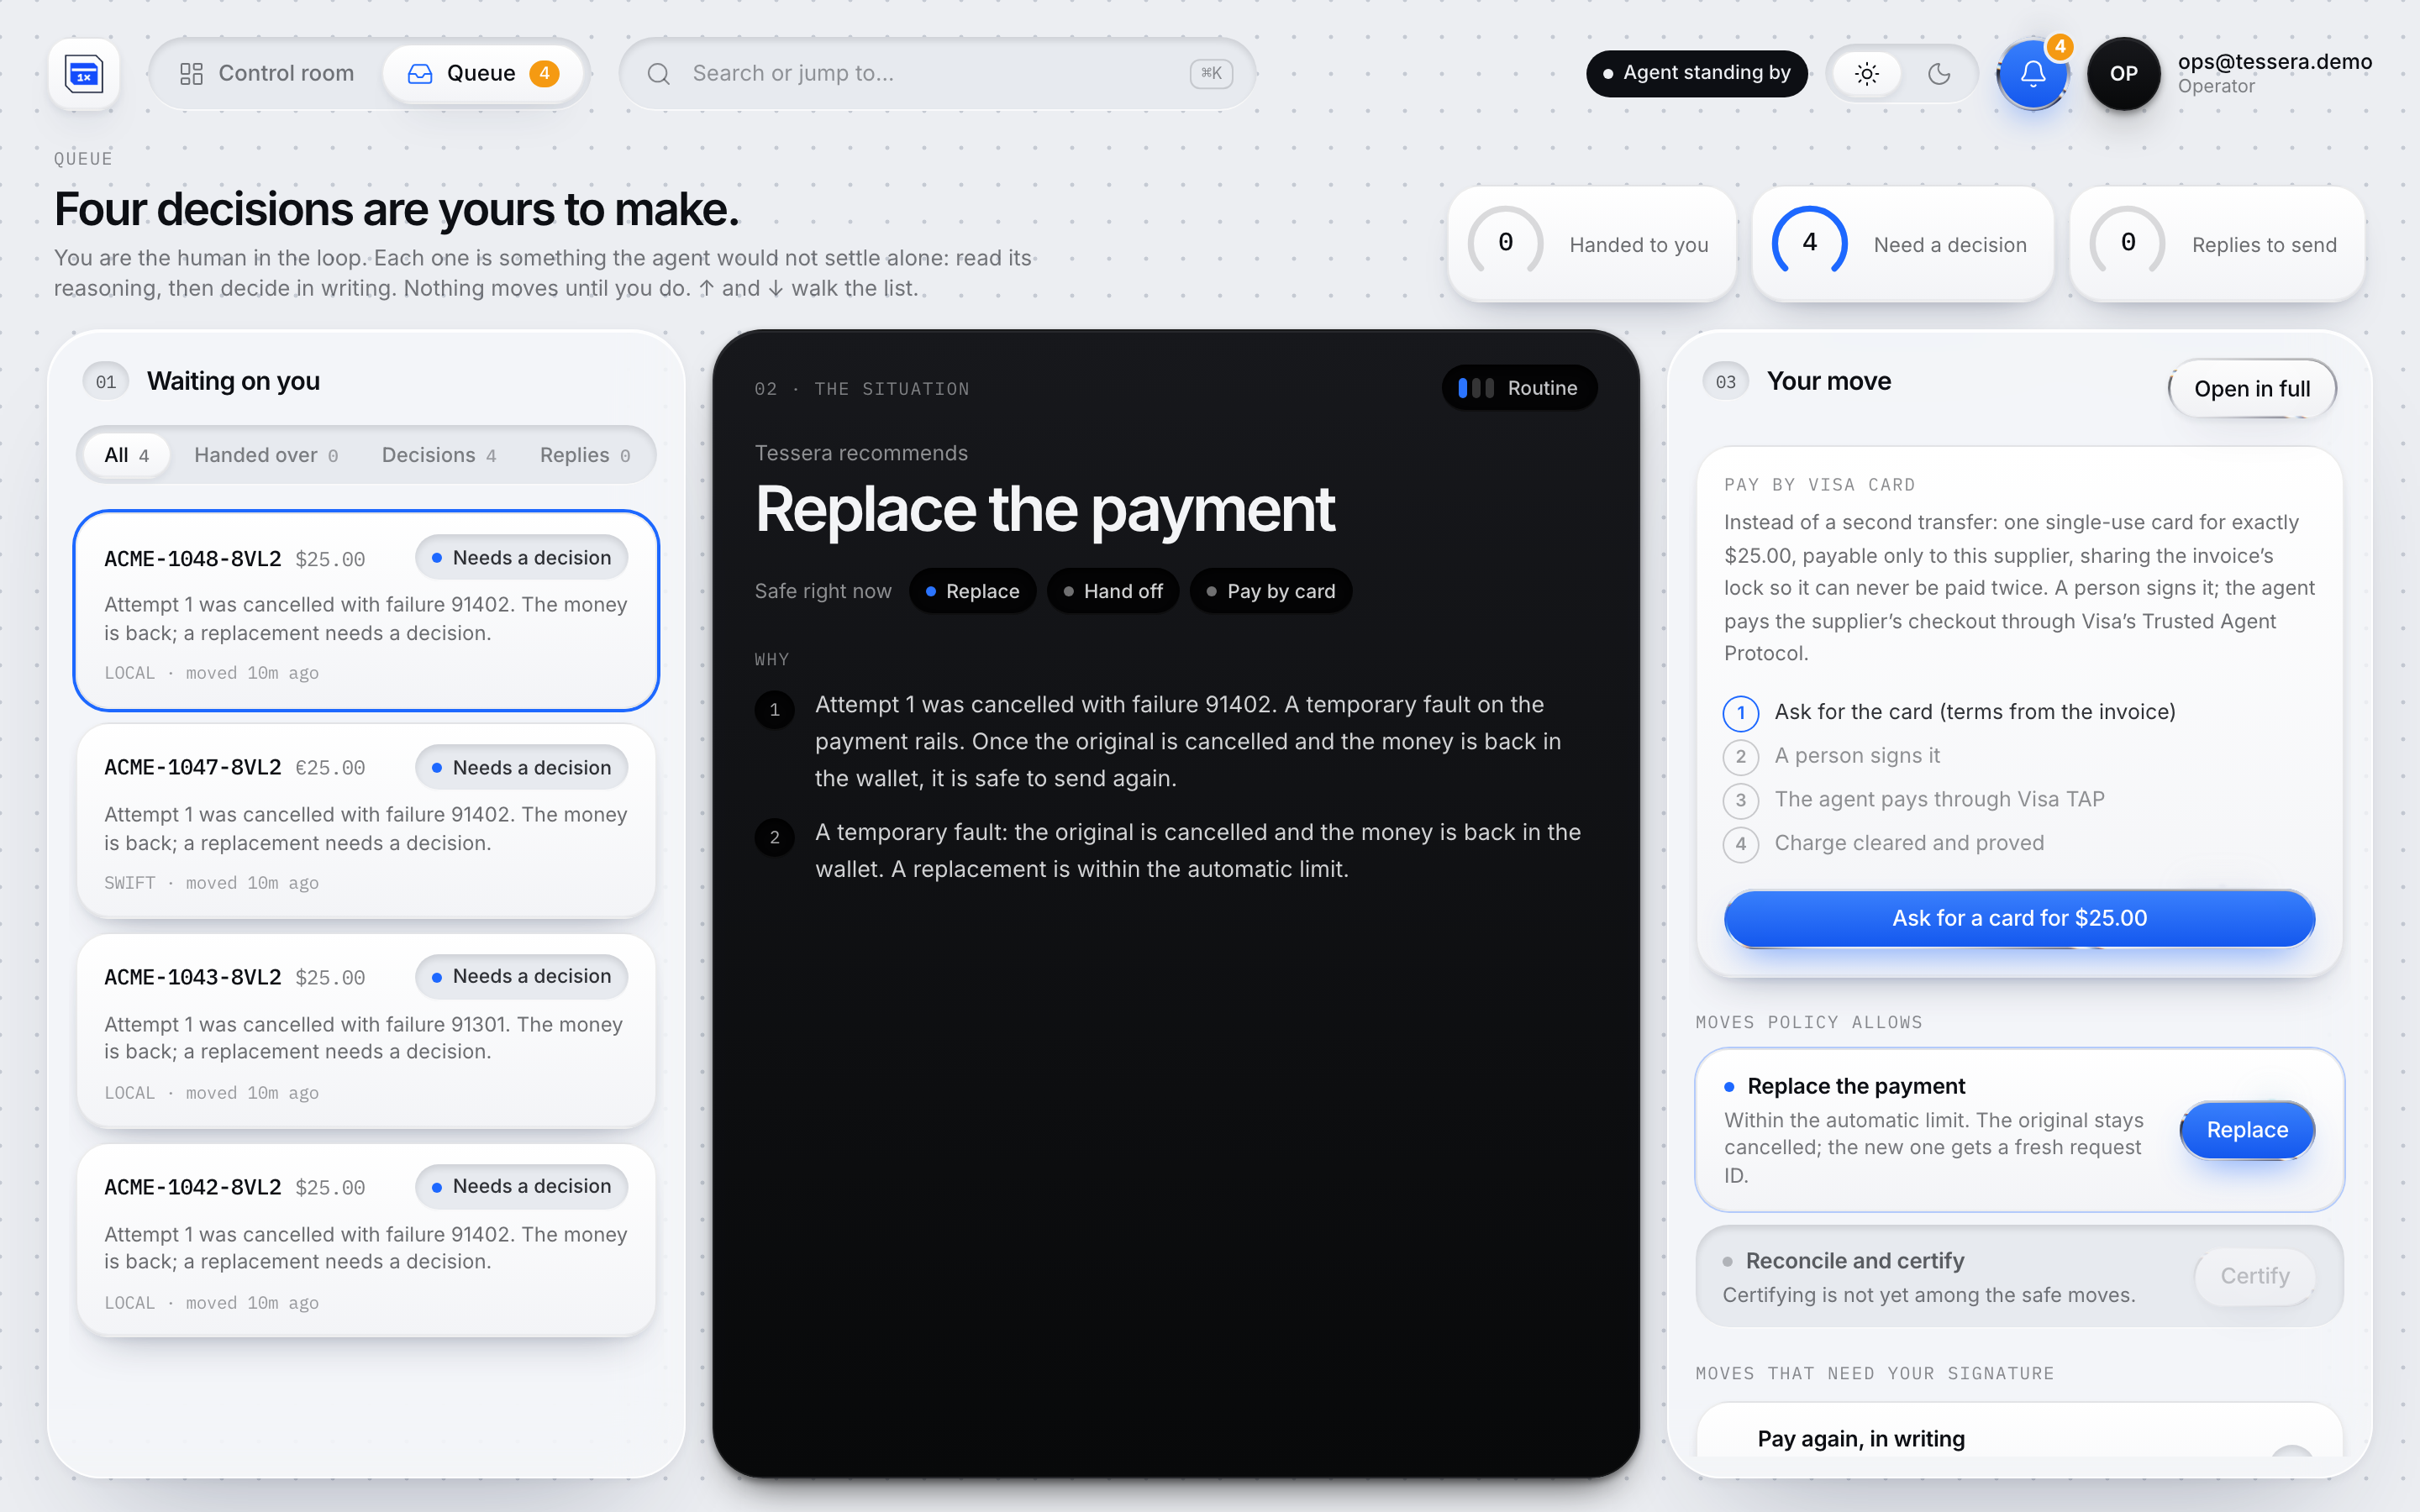 1×
Control room
Queue 4
Search or jump to...
⌘K
Agent standing by
4
OP
ops@tessera.demo
Operator
QUEUE
Four decisions are yours to make.
You are the human in the loop. Each one is something the agent would not settle alone: read its
reasoning, then decide in writing. Nothing moves until you do. ↑ and ↓ walk the list.
0 Handed to you
4 Need a decision
0 Replies to send
01 Waiting on you
All 4 Handed over 0 Decisions 4 Replies 0
ACME-1048-8VL2 $25.00 Needs a decision
Attempt 1 was cancelled with failure 91402. The money
is back; a replacement needs a decision.
LOCAL · moved 10m ago
ACME-1047-8VL2 €25.00 Needs a decision
Attempt 1 was cancelled with failure 91402. The money
is back; a replacement needs a decision.
SWIFT · moved 10m ago
ACME-1043-8VL2 $25.00 Needs a decision
Attempt 1 was cancelled with failure 91301. The money
is back; a replacement needs a decision.
LOCAL · moved 10m ago
ACME-1042-8VL2 $25.00 Needs a decision
Attempt 1 was cancelled with failure 91402. The money
is back; a replacement needs a decision.
LOCAL · moved 10m ago
02 · THE SITUATION
Routine
Tessera recommends
Replace the payment
Safe right now Replace Hand off Pay by card
WHY
1 Attempt 1 was cancelled with failure 91402. A temporary fault on the
payment rails. Once the original is cancelled and the money is back in
the wallet, it is safe to send again.
2 A temporary fault: the original is cancelled and the money is back in the
wallet. A replacement is within the automatic limit.
03 Your move
Open in full
PAY BY VISA CARD
Instead of a second transfer: one single-use card for exactly
$25.00, payable only to this supplier, sharing the invoice’s
lock so it can never be paid twice. A person signs it; the agent
pays the supplier’s checkout through Visa’s Trusted Agent
Protocol.
1 Ask for the card (terms from the invoice)
2 A person signs it
3 The agent pays through Visa TAP
4 Charge cleared and proved
Ask for a card for $25.00
MOVES POLICY ALLOWS
Replace the payment
Within the automatic limit. The original stays
cancelled; the new one gets a fresh request
ID.
Replace
Reconcile and certify
Certifying is not yet among the safe moves.
Certify
MOVES THAT NEED YOUR SIGNATURE
Pay again, in writing